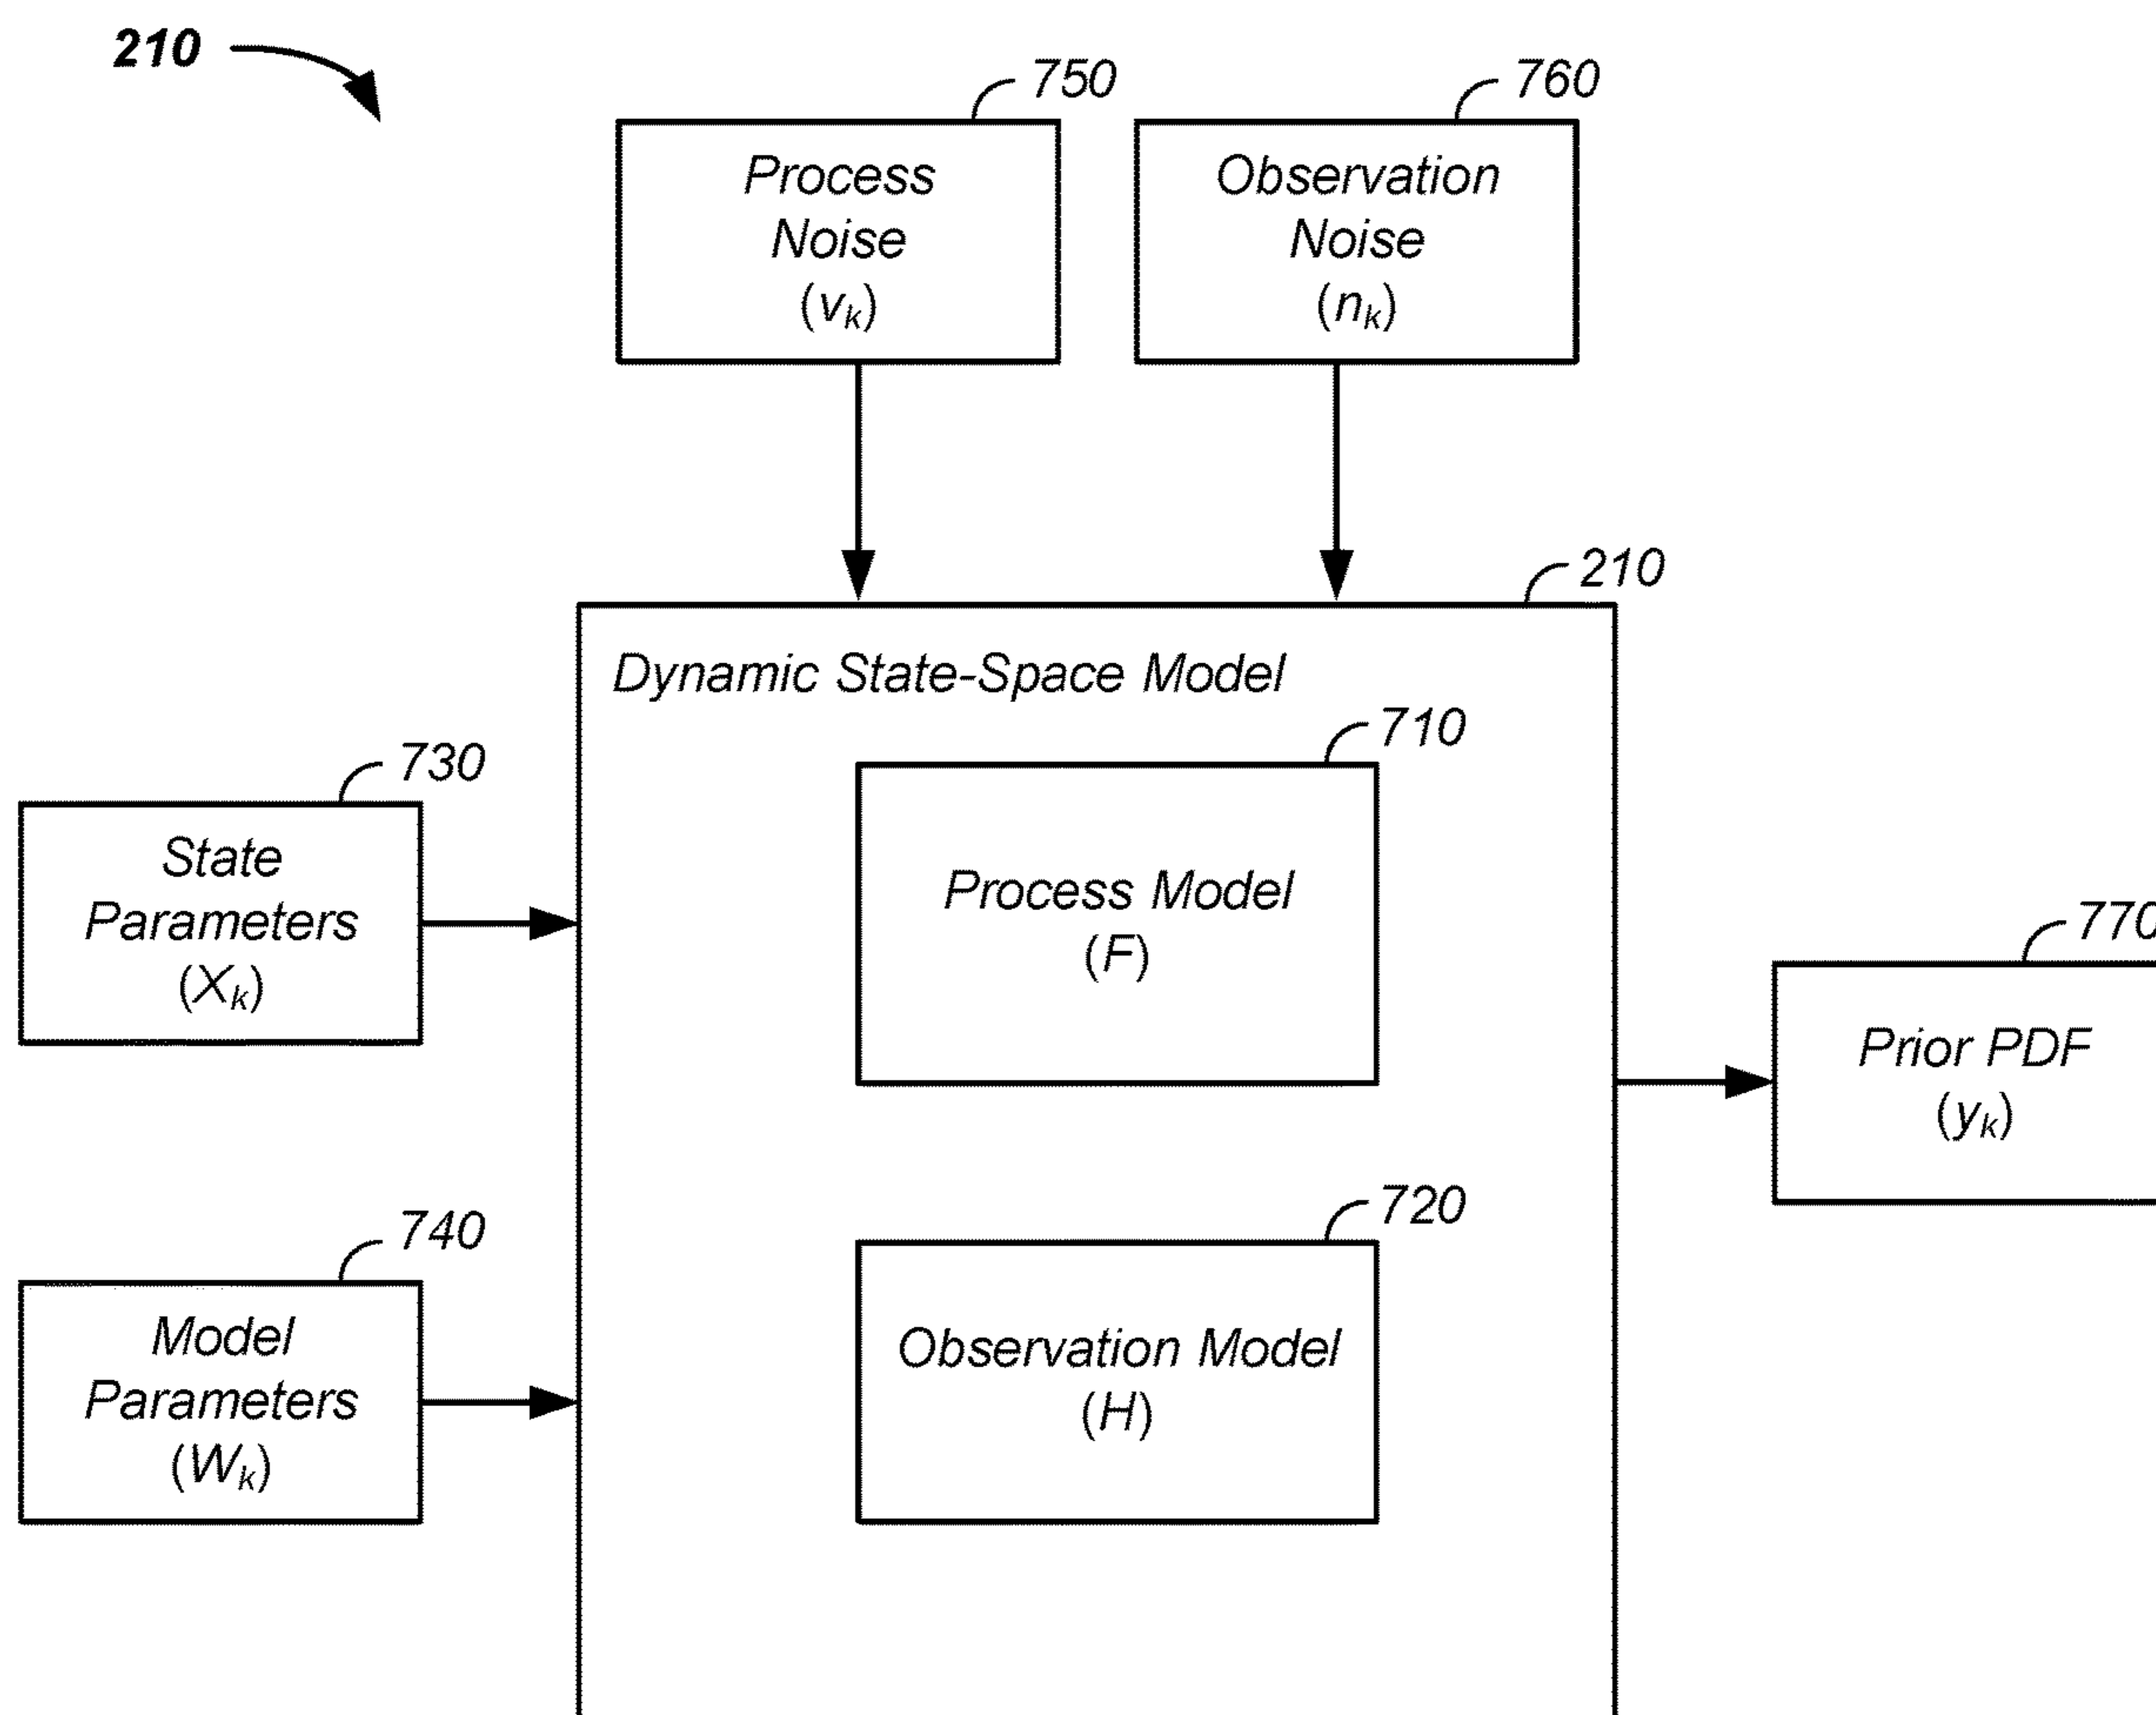 210
750
760
Process
Noise
(vk)
Observation
Noise
(nk)
210
Dynamic State-Space Model
710
730
State
Parameters
(Xk)
Process Model
(F)
770
Prior PDF
(yk)
720
740
Model
Parameters
(Wk)
Observation Model
(H)